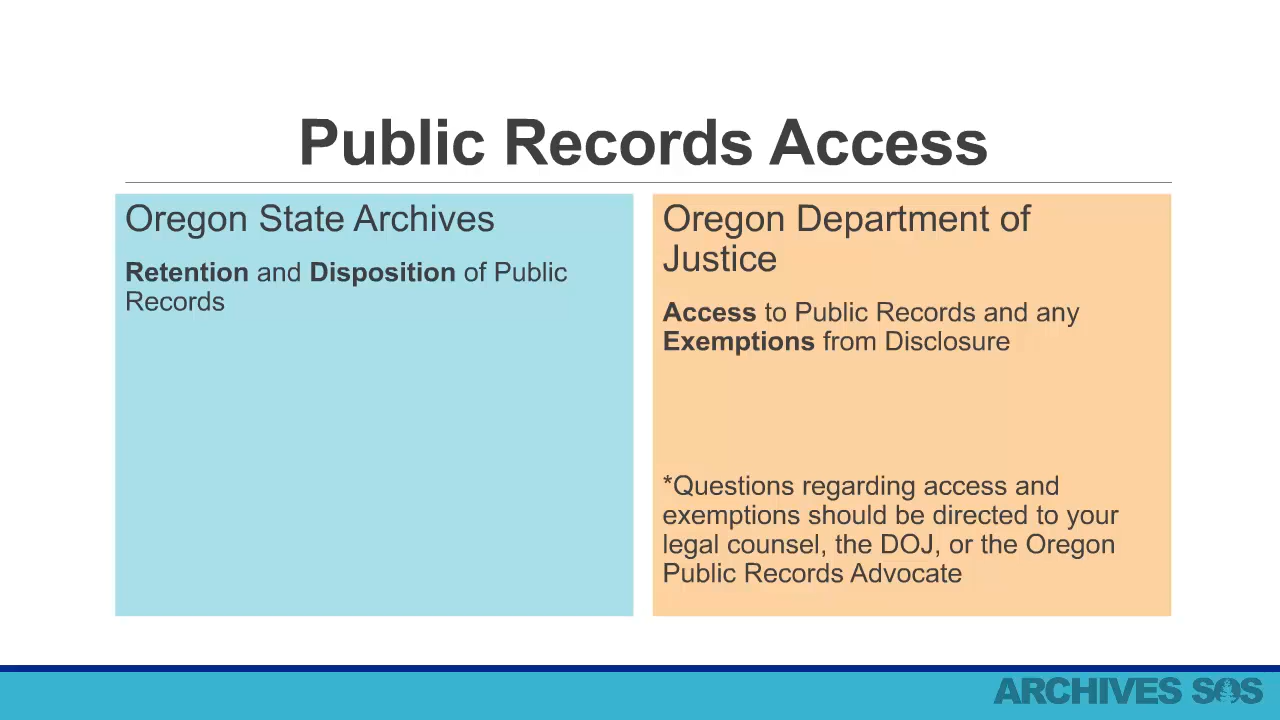 Public Records Access
Oregon State Archives
Retention and Disposition of Public
Records
Oregon Department of
Justice
Access to Public Records and any
Exemptions from Disclosure
*Questions regarding access and
exemptions should be directed to your
legal counsel, the DOJ, or the Oregon
Public Records Advocate
ARCHIVES SOS